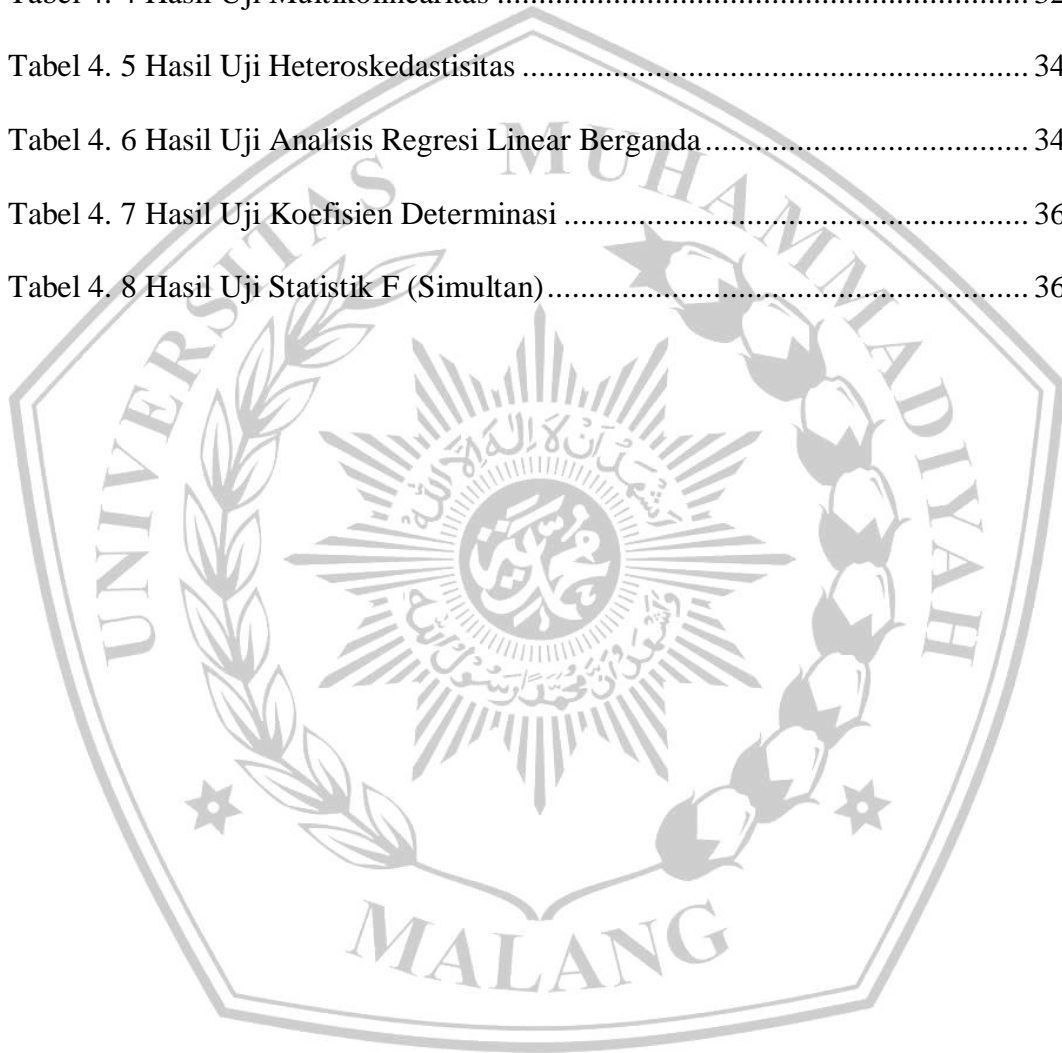 Tabel 4. 5 Hasil Uji Heteroskedastisitas ............................................................. 34
Tabel 4. 6 Hasil Uji Analisis Regresi Linear Berganda ....................................... 34
Tabel 4. 7 Hasil Uji Koefisien Determinasi ........................................................ 36
Tabel 4. 8 Hasil Uji Statistik F (Simultan) .......................................................... 36
UNIVERSITAS MUHAMMADIYAH
MALANG